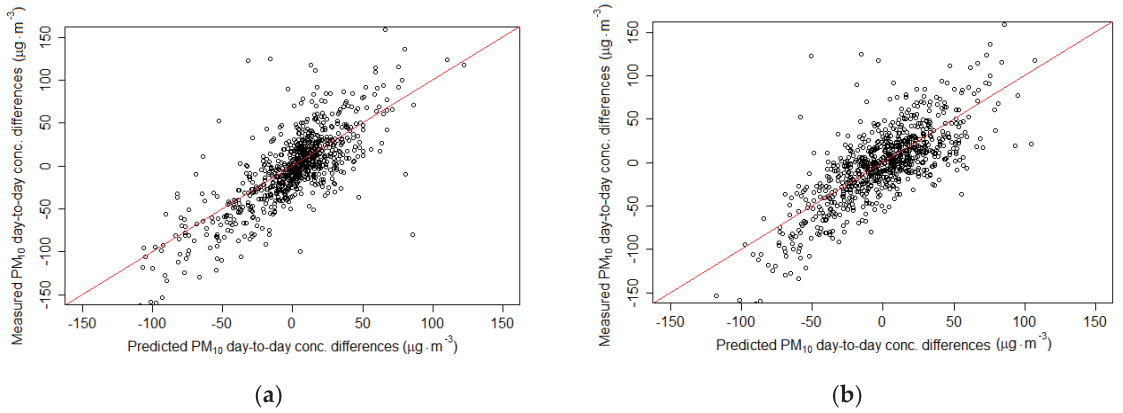 Measured PM₁₀ day-to-day conc. differences (μg·m⁻³)
150
100
50
0
-50
-100
-150
-150 -100 -50 0 50 100 150
Predicted PM₁₀ day-to-day conc. differences (μg·m⁻³)
(a)
Measured PM₁₀ day-to-day conc. differences (μg·m⁻³)
150
100
50
0
-50
-100
-150
-150 -100 -50 0 50 100 150
Predicted PM₁₀ day-to-day conc. differences (μg·m⁻³)
(b)